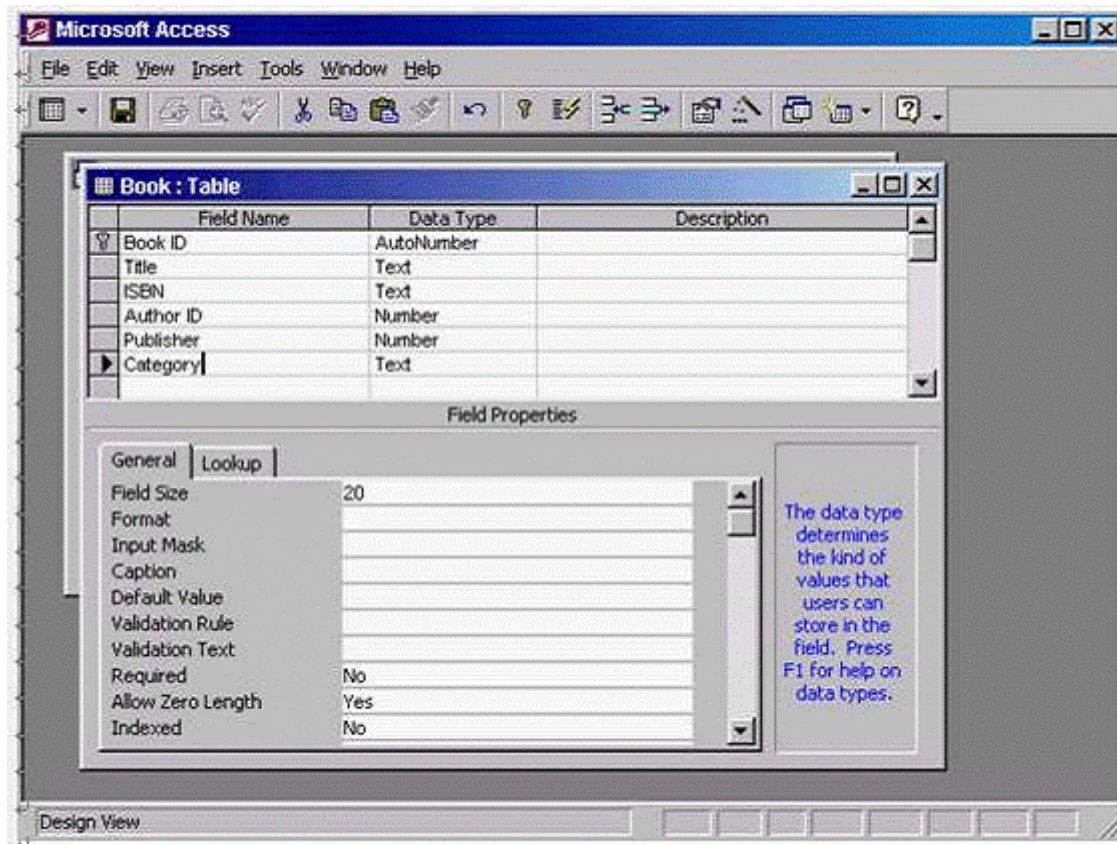 Microsoft Access
File Edit View Insert Tools Window Help
Book : Table
Field Name Data Type Description
Book ID AutoNumber
Title Text
ISBN Text
Author ID Number
Publisher Number
Category Text
Field Properties
General Lookup
Field Size 20
Format
Input Mask
Caption
Default Value
Validation Rule
Validation Text
Required No
Allow Zero Length Yes
Indexed No
The data type
determines
the kind of
values that
users can
store in the
field. Press
F1 for help on
data types.
Design View